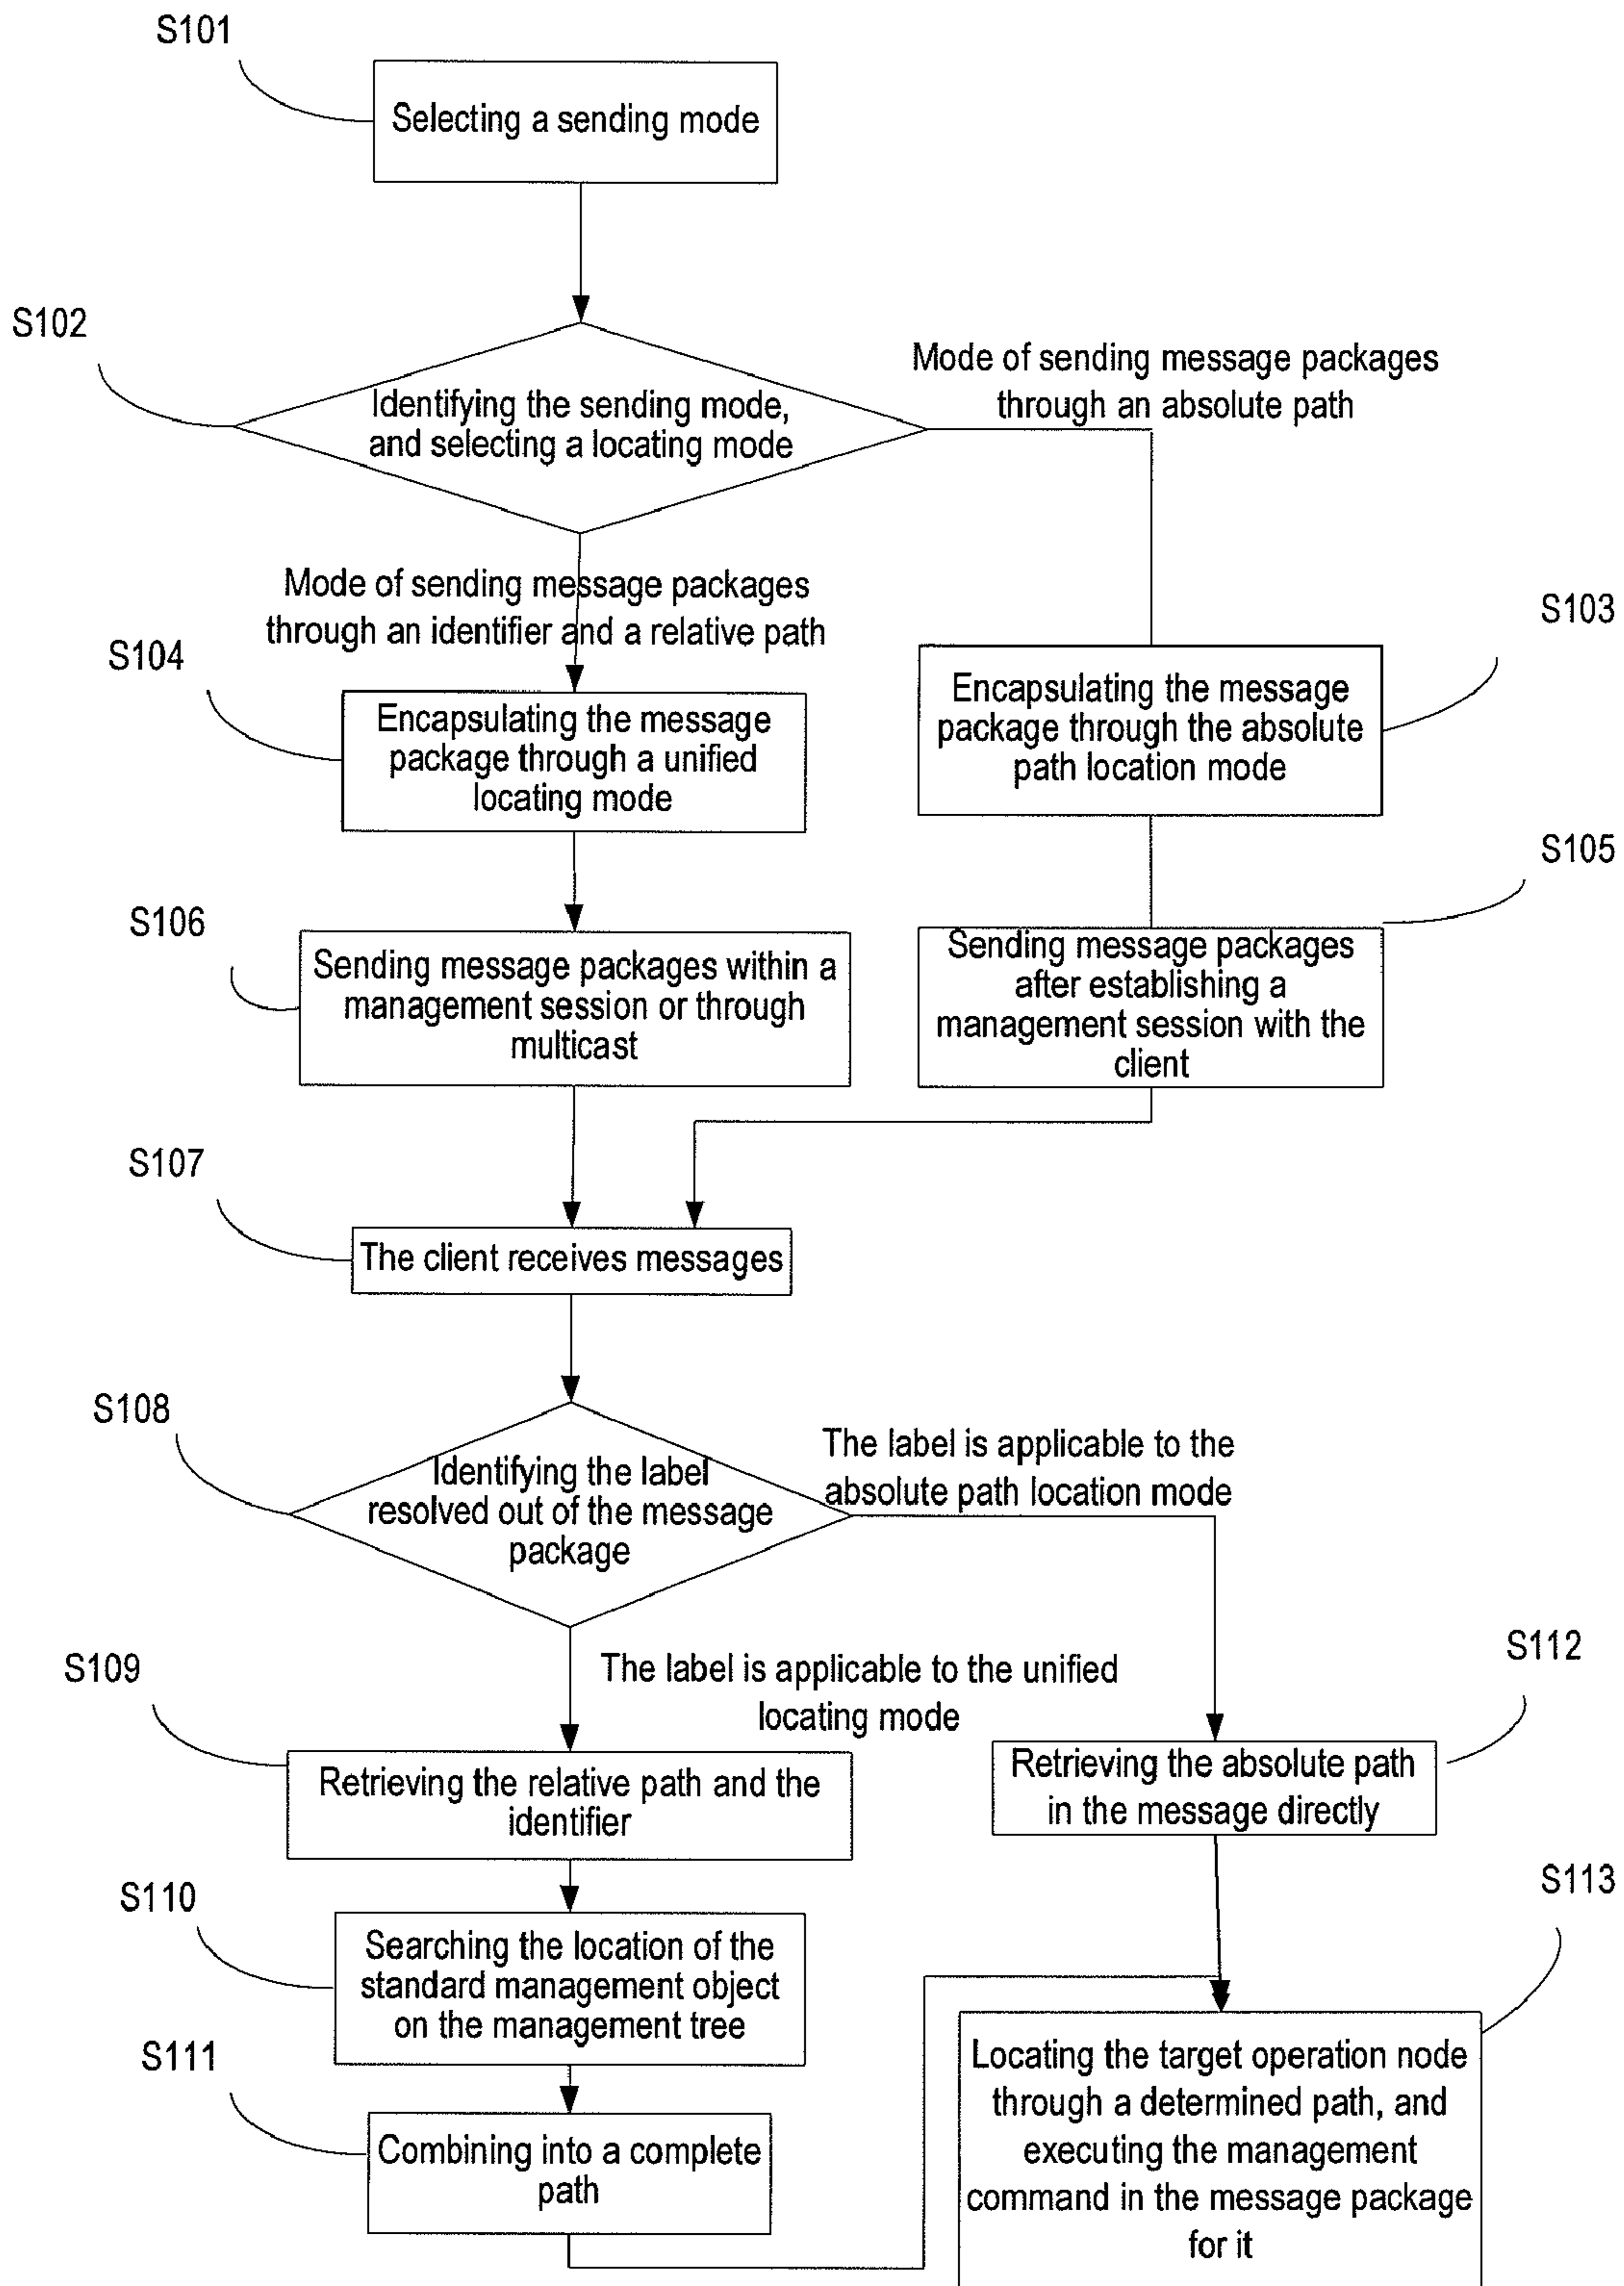 S101
Selecting a sending mode
S102
Identifying the sending mode,
and selecting a locating mode
Mode of sending message packages
through an absolute path
Mode of sending message packages
through an identifier and a relative path
S103
Encapsulating the message
package through the absolute
path location mode
S104
Encapsulating the message
package through a unified
locating mode
S105
Sending message packages
after establishing a
management session with the
client
S106
Sending message packages within a
management session or through
multicast
S107
The client receives messages
S108
Identifying the label
resolved out of the message
package
The label is applicable to the
absolute path location mode
The label is applicable to the unified
locating mode
S109
Retrieving the relative path and the
identifier
S112
Retrieving the absolute path
in the message directly
S110
Searching the location of the
standard management object
on the management tree
S111
Combining into a complete
path
S113
Locating the target operation node
through a determined path, and
executing the management
command in the message package
for it